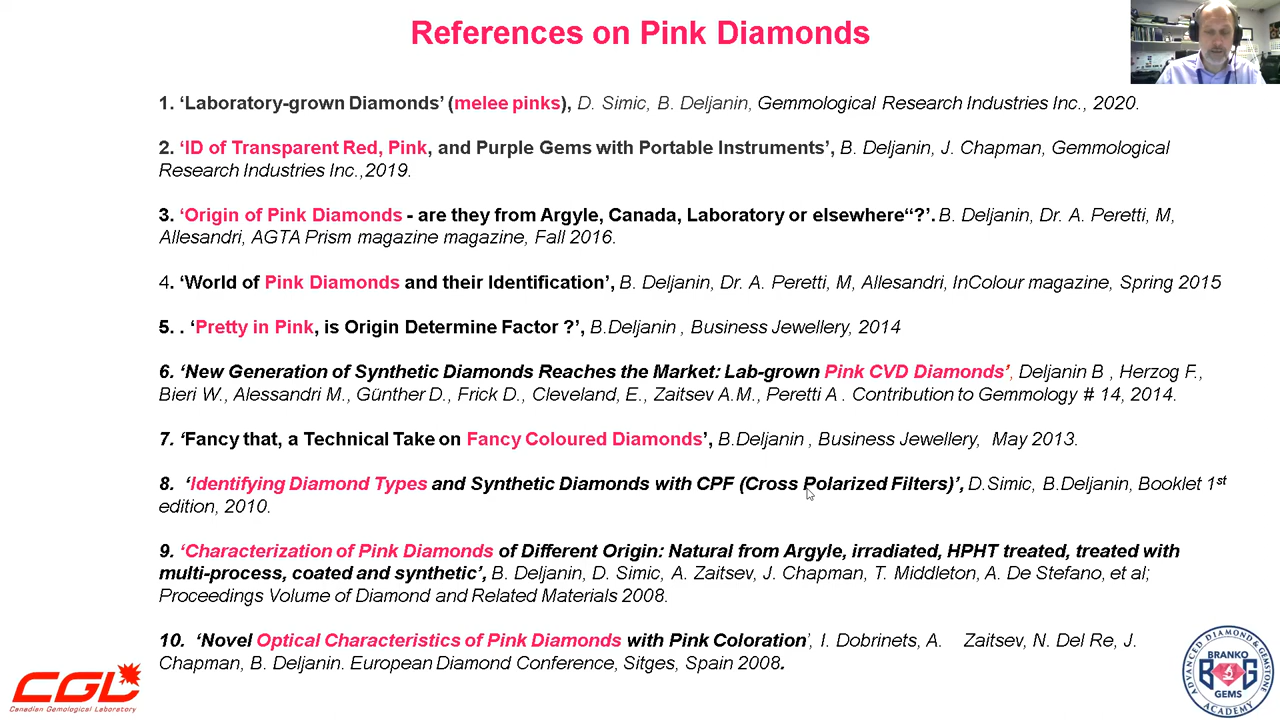 References on Pink Diamonds
1. ‘Laboratory-grown Diamonds’ (melee pinks), D. Simic, B. Deljanin, Gemmological Research Industries Inc., 2020.
2. ‘ID of Transparent Red, Pink, and Purple Gems with Portable Instruments’, B. Deljanin, J. Chapman, Gemmological
Research Industries Inc.,2019.
3. ‘Origin of Pink Diamonds - are they from Argyle, Canada, Laboratory or elsewhere“?’. B. Deljanin, Dr. A. Peretti, M,
Allesandri, AGTA Prism magazine magazine, Fall 2016.
4. ‘World of Pink Diamonds and their Identification’, B. Deljanin, Dr. A. Peretti, M, Allesandri, InColour magazine, Spring 2015
5. . ‘Pretty in Pink, is Origin Determine Factor ?’, B.Deljanin , Business Jewellery, 2014
6. ‘New Generation of Synthetic Diamonds Reaches the Market: Lab-grown Pink CVD Diamonds’, Deljanin B , Herzog F.,
Bieri W., Alessandri M., Günther D., Frick D., Cleveland, E., Zaitsev A.M., Peretti A . Contribution to Gemmology # 14, 2014.
7. ‘Fancy that, a Technical Take on Fancy Coloured Diamonds’, B.Deljanin , Business Jewellery, May 2013.
8. ‘Identifying Diamond Types and Synthetic Diamonds with CPF (Cross Polarized Filters)’, D.Simic, B.Deljanin, Booklet 1st
edition, 2010.
9. ‘Characterization of Pink Diamonds of Different Origin: Natural from Argyle, irradiated, HPHT treated, treated with
multi-process, coated and synthetic’, B. Deljanin, D. Simic, A. Zaitsev, J. Chapman, T. Middleton, A. De Stefano, et al;
Proceedings Volume of Diamond and Related Materials 2008.
10. ‘Novel Optical Characteristics of Pink Diamonds with Pink Coloration’, I. Dobrinets, A. Zaitsev, N. Del Re, J.
Chapman, B. Deljanin. European Diamond Conference, Sitges, Spain 2008.
CGL
Canadian Gemological Laboratory
ADVANCED DIAMOND & GEMSTONE
BRANKO
BG
GEMS
ACADEMY